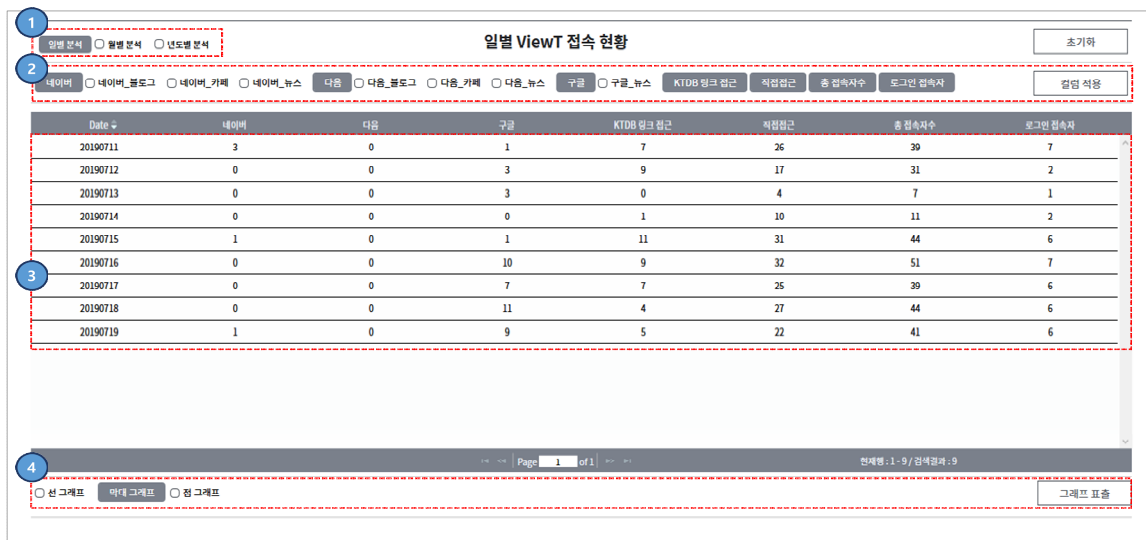 1
일별 분석 월별 분석 년도별 분석 일별 ViewT 접속 현황 초기화
2
네이버 네이버_블로그 네이버_카페 네이버_뉴스 다음 다음_블로그 다음_카페 다음_뉴스 구글 구글_뉴스 KTDB 링크 접근 직접접근 총 접속자수 로그인 접속자 컬럼 적용
Date 네이버 다음 구글 KTDB 링크 접근 직접접근 총 접속자수 로그인 접속자
20190711 3 0 1 7 26 39 7
20190712 0 0 3 9 17 31 2
20190713 0 0 3 0 4 7 1
20190714 0 0 0 1 10 11 2
20190715 1 0 1 11 31 44 6
20190716 0 0 10 9 32 51 7
3
20190717 0 0 7 7 25 39 6
20190718 0 0 11 4 27 44 6
20190719 1 0 9 5 22 41 6
Page 1 of 1 현재행 : 1 - 9 / 검색결과 : 9
4
선 그래프 막대 그래프 점 그래프 그래프 표출